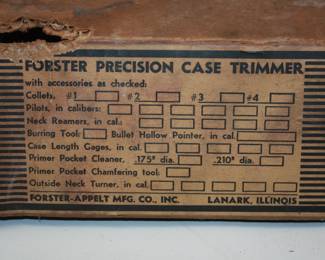 FORSTER PRECISION CASE TRIMMER
with accessories as checked:
Collets, #1 #2 #3 #4
Pilots, in calibers:
Neck Reamers, in cal.:
Burring Tool: Bullet Hollow Pointer, in cal.
Case Length Gages, in cal.:
Primer Pocket Cleaner, .175" dia. .210" dia.
Primer Pocket Chamfering tool:
Outside Neck Turner, in cal.
FORSTER-APPELT MFG. CO., INC. LANARK, ILLINOIS